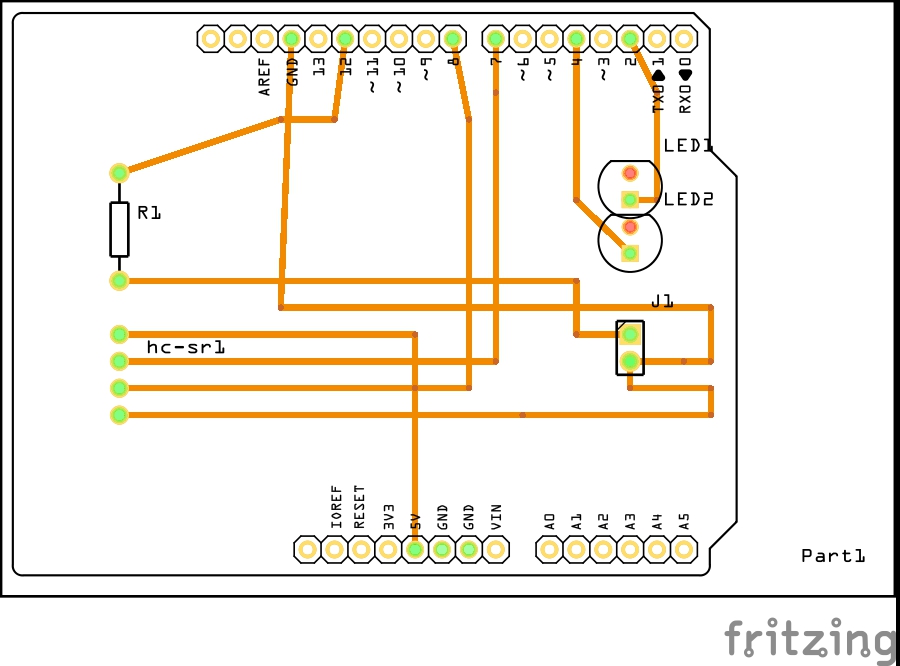 AREF
GND
13
12
~11
~10
~9
8
7
~6
~5
4
~3
2
TX0 1
RX0 0
LED1
LED2
R1
J1
hc-sr1
IOREF
RESET
3V3
5V
GND
GND
VIN
A0
A1
A2
A3
A4
A5
Part1
fritzing